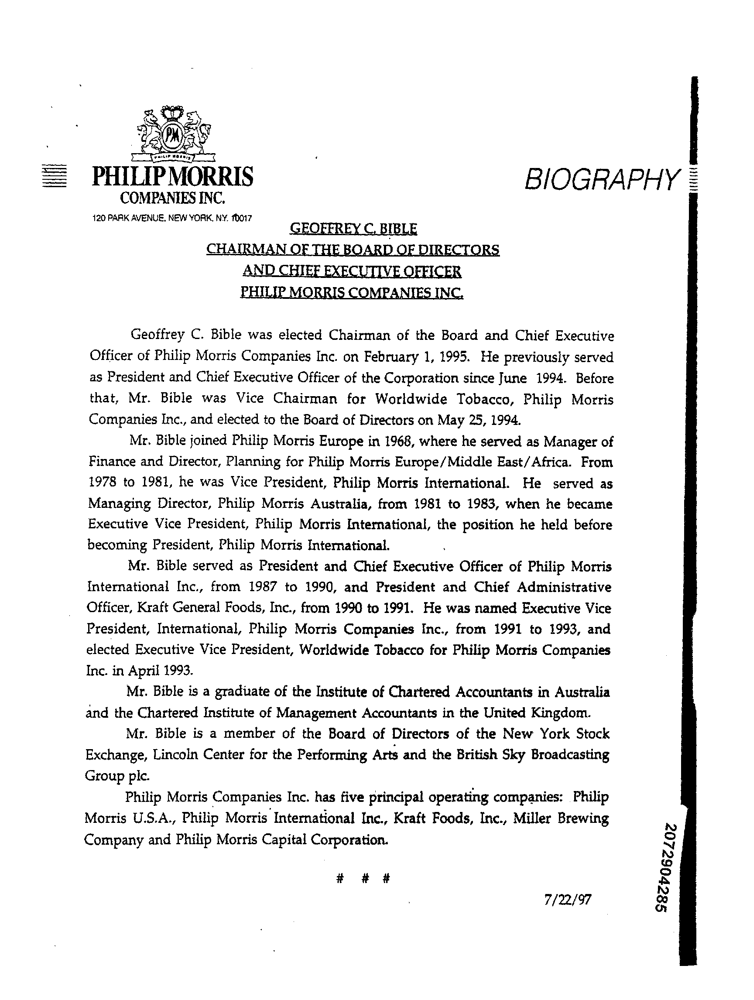 PM
PHILIP MORRIS
PHILIP MORRIS
COMPANIES INC.
120 PARK AVENUE, NEW YORK, N.Y. 10017
BIOGRAPHY
GEOFFREY C. BIBLE
CHAIRMAN OF THE BOARD OF DIRECTORS
AND CHIEF EXECUTIVE OFFICER
PHILIP MORRIS COMPANIES INC.
Geoffrey C. Bible was elected Chairman of the Board and Chief Executive
Officer of Philip Morris Companies Inc. on February 1, 1995. He previously served
as President and Chief Executive Officer of the Corporation since June 1994. Before
that, Mr. Bible was Vice Chairman for Worldwide Tobacco, Philip Morris
Companies Inc., and elected to the Board of Directors on May 25, 1994.
Mr. Bible joined Philip Morris Europe in 1968, where he served as Manager of
Finance and Director, Planning for Philip Morris Europe/Middle East/Africa. From
1978 to 1981, he was Vice President, Philip Morris International. He served as
Managing Director, Philip Morris Australia, from 1981 to 1983, when he became
Executive Vice President, Philip Morris International, the position he held before
becoming President, Philip Morris International.
Mr. Bible served as President and Chief Executive Officer of Philip Morris
International Inc., from 1987 to 1990, and President and Chief Administrative
Officer, Kraft General Foods, Inc., from 1990 to 1991. He was named Executive Vice
President, International, Philip Morris Companies Inc., from 1991 to 1993, and
elected Executive Vice President, Worldwide Tobacco for Philip Morris Companies
Inc. in April 1993.
Mr. Bible is a graduate of the Institute of Chartered Accountants in Australia
and the Chartered Institute of Management Accountants in the United Kingdom.
Mr. Bible is a member of the Board of Directors of the New York Stock
Exchange, Lincoln Center for the Performing Arts and the British Sky Broadcasting
Group plc.
Philip Morris Companies Inc. has five principal operating companies: Philip
Morris U.S.A., Philip Morris International Inc., Kraft Foods, Inc., Miller Brewing
Company and Philip Morris Capital Corporation.
# # #
7/22/97
2072904285